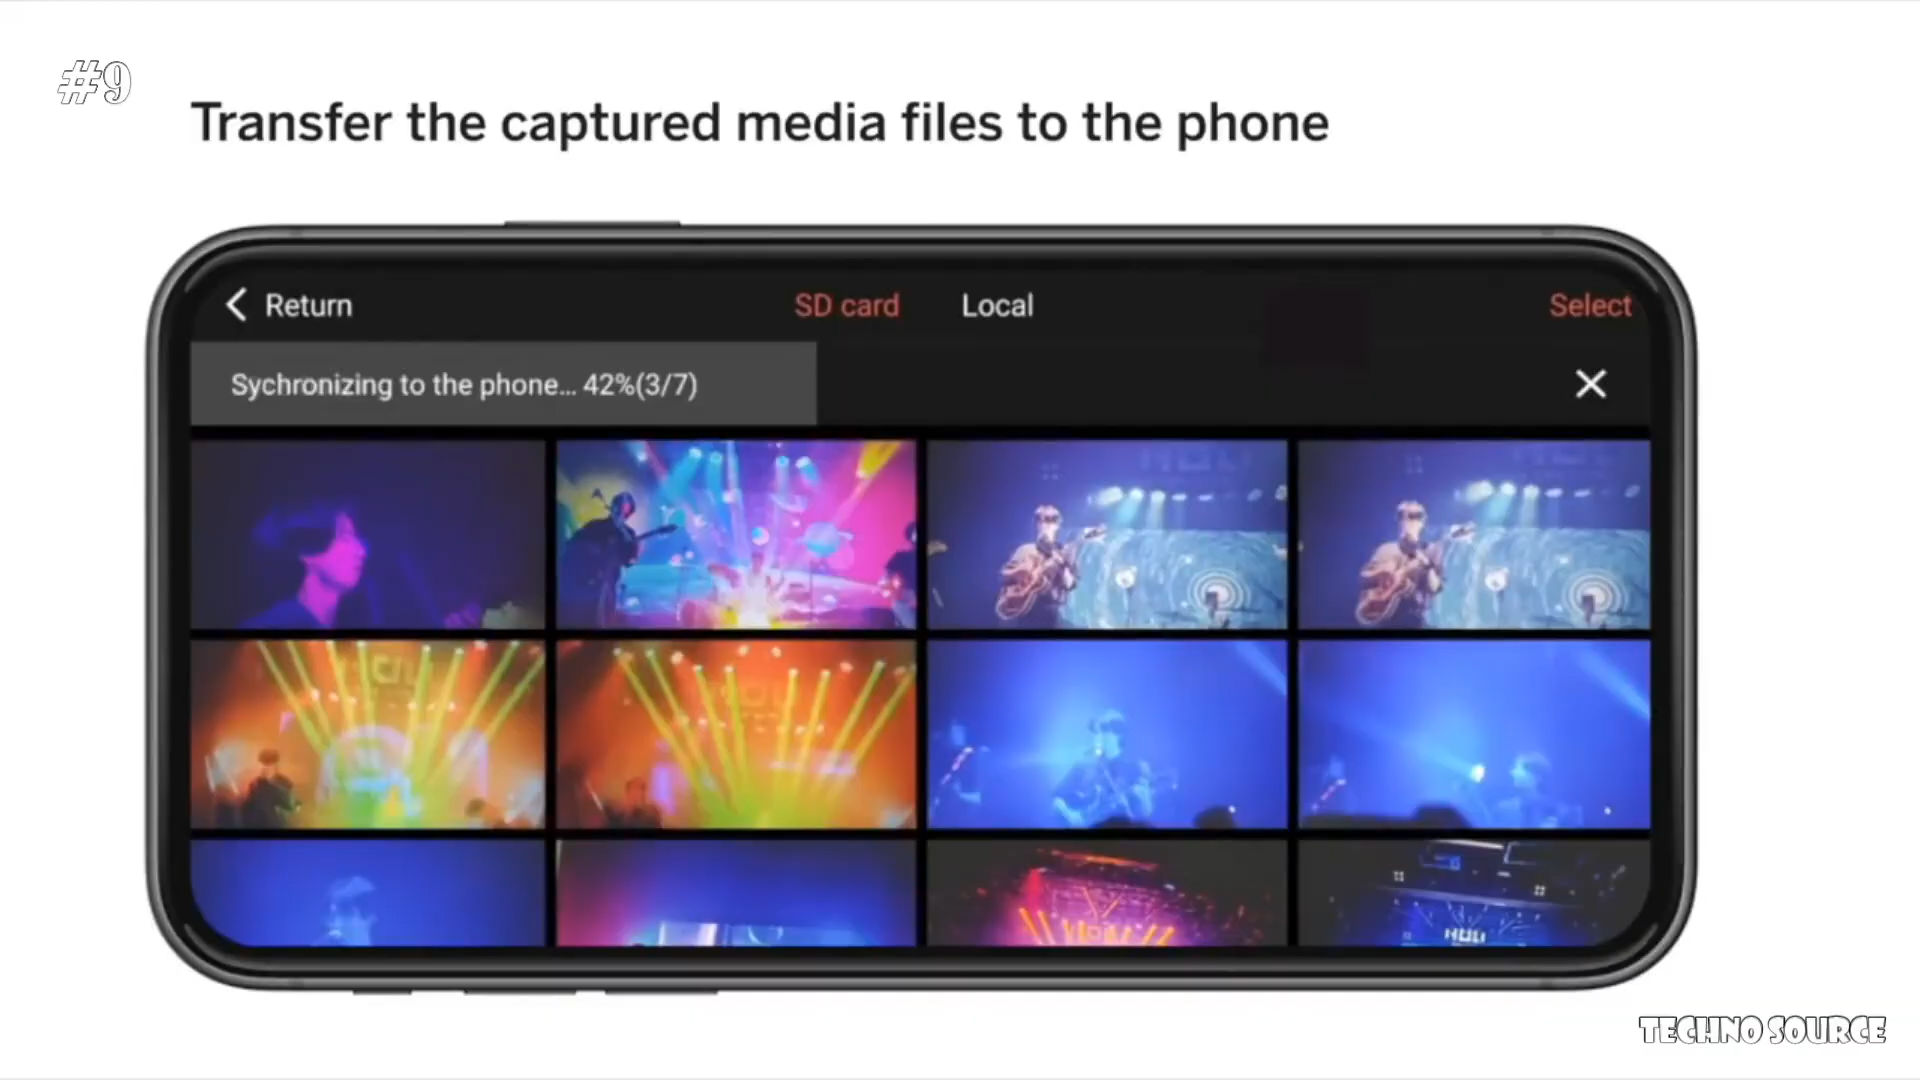 #9
Transfer the captured media files to the phone
Return
SD card
Local
Select
Sychronizing to the phone... 42%(3/7)
TECHNO SOURCE